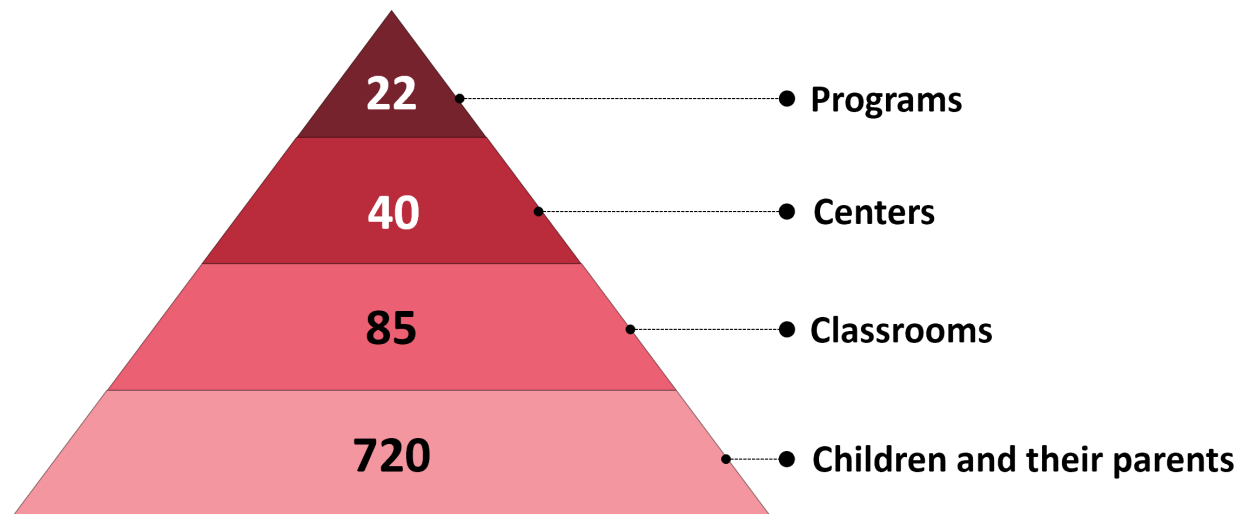 22
Programs
40
Centers
85
Classrooms
720
Children and their parents